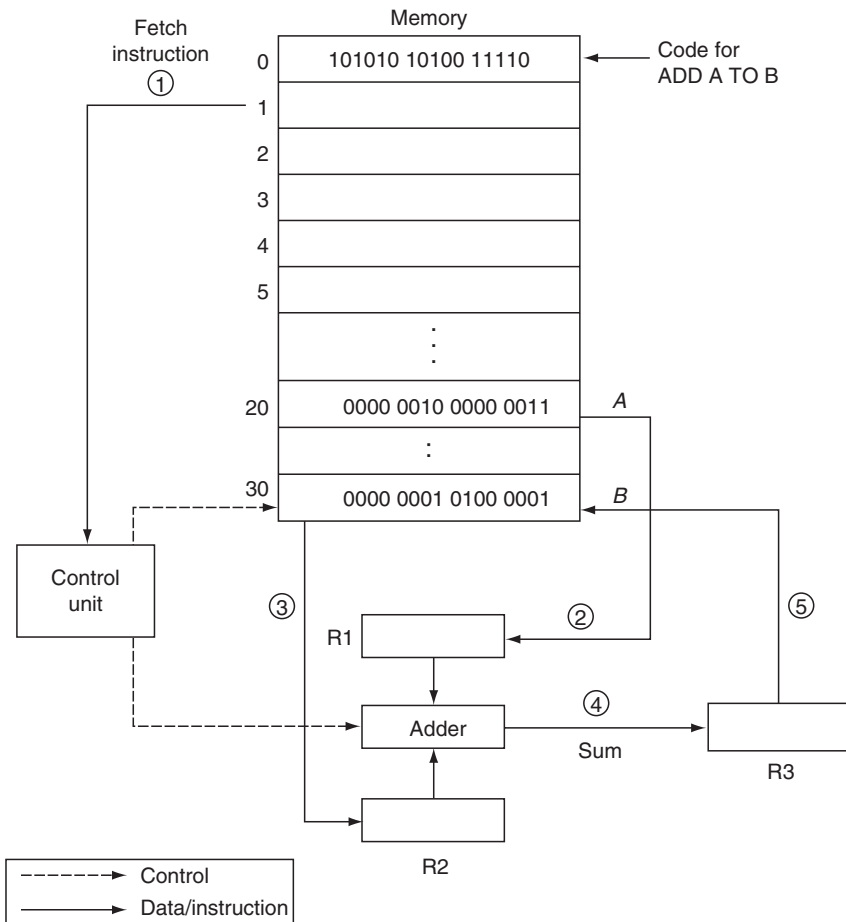 Memory
Fetch
instruction
①
0
101010 10100 11110
Code for
ADD A TO B
1
2
3
4
5
.
.
.
20
0000 0010 0000 0011
A
:
30
0000 0001 0100 0001
B
Control
unit
③
②
⑤
R1
④
Adder
Sum
R3
R2
Control
Data/instruction